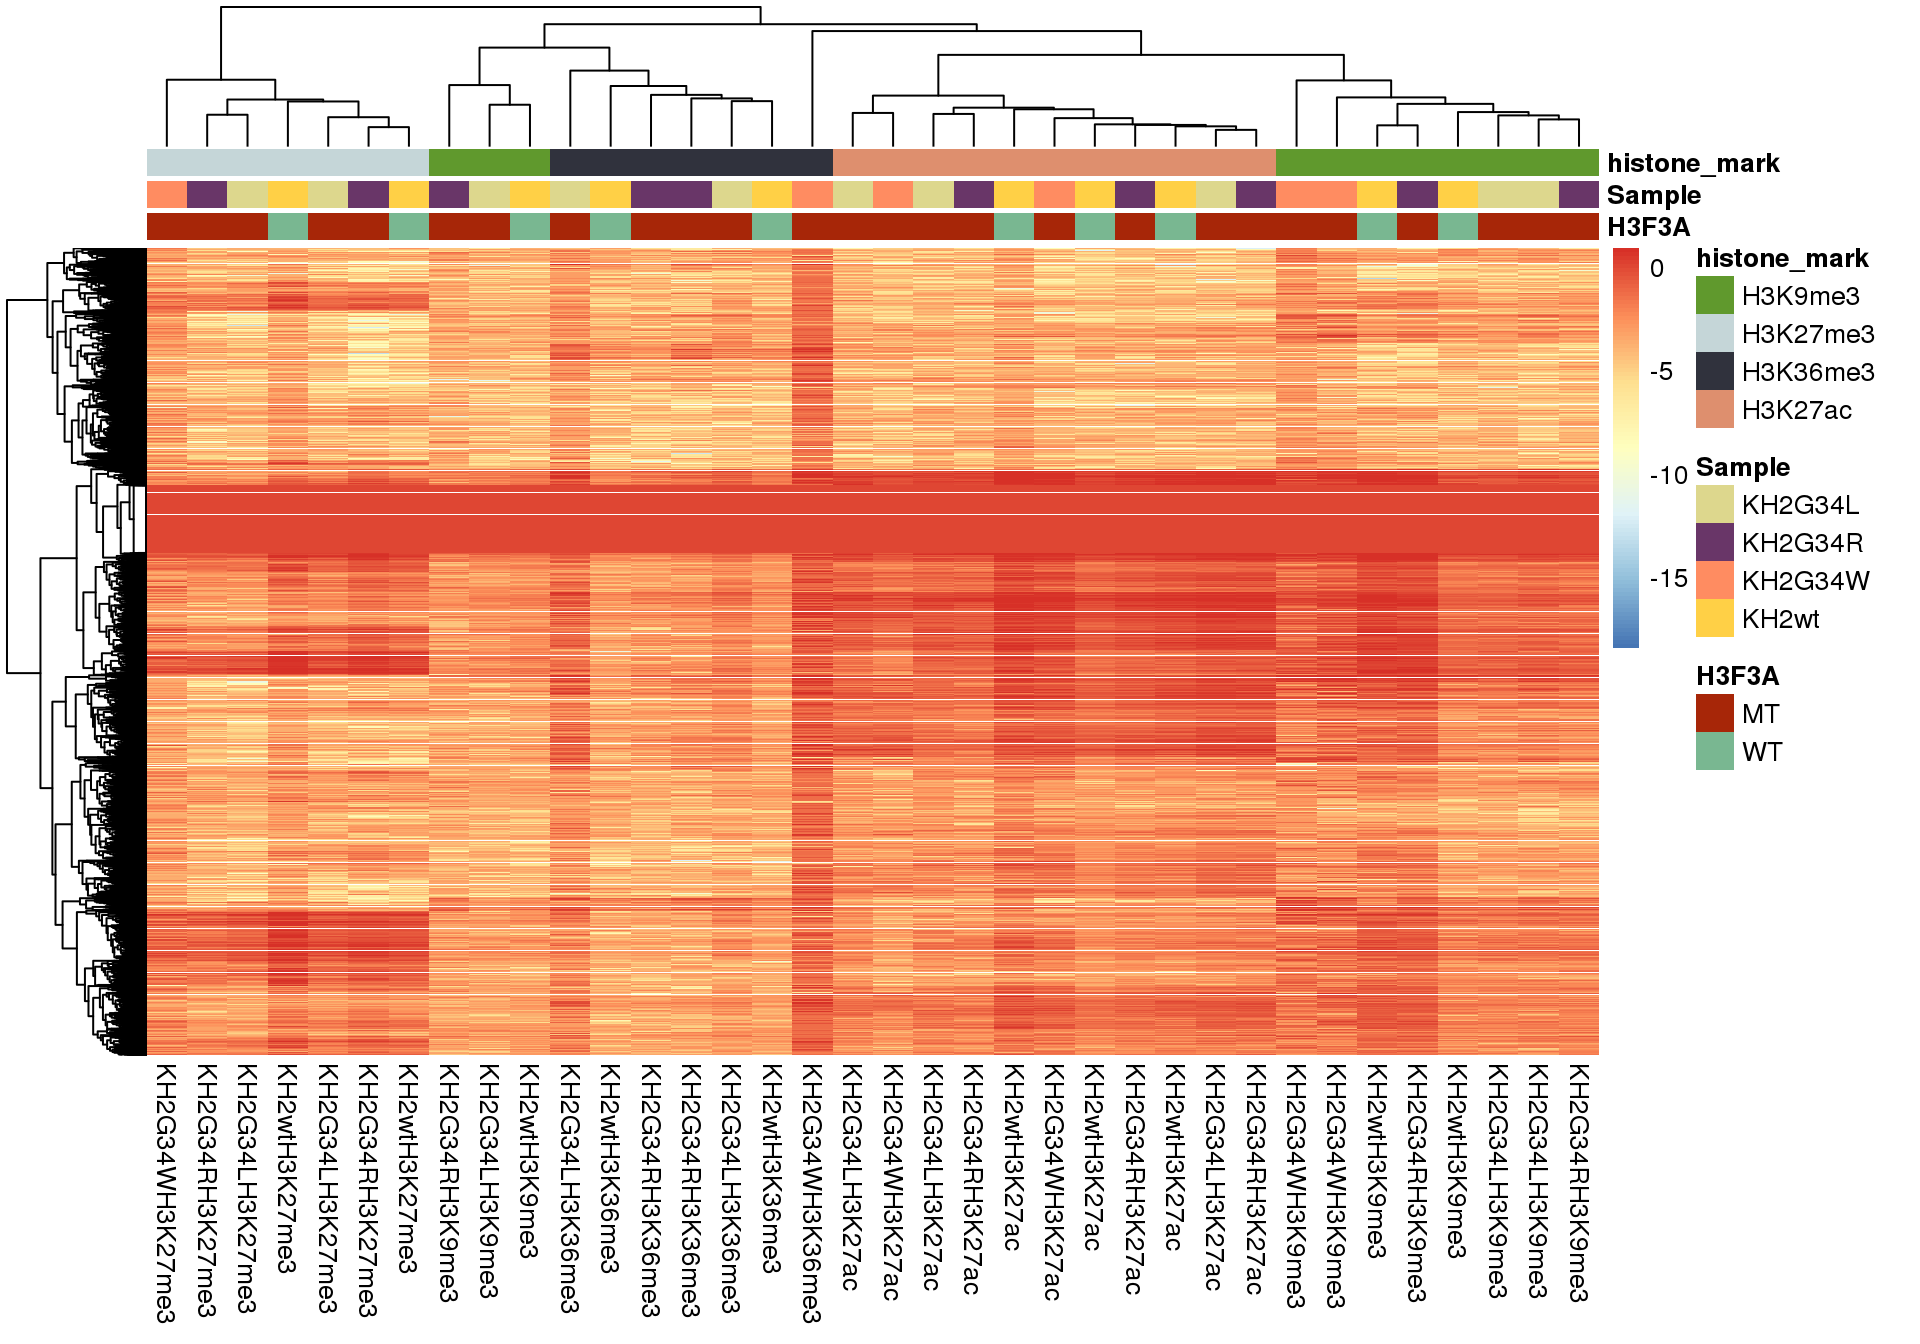 histone_mark
Sample
H3F3A
0
-5
-10
-15
histone_mark
H3K9me3
H3K27me3
H3K36me3
H3K27ac
Sample
KH2G34L
KH2G34R
KH2G34W
KH2wt
H3F3A
MT
WT
KH2G34WH3K27me3
KH2G34RH3K27me3
KH2G34LH3K27me3
KH2wtH3K27me3
KH2G34LH3K27me3
KH2G34RH3K27me3
KH2wtH3K27me3
KH2G34RH3K9me3
KH2G34LH3K9me3
KH2wtH3K9me3
KH2G34LH3K36me3
KH2wtH3K36me3
KH2G34RH3K36me3
KH2G34RH3K36me3
KH2G34LH3K36me3
KH2wtH3K36me3
KH2G34WH3K36me3
KH2G34LH3K27ac
KH2G34WH3K27ac
KH2G34LH3K27ac
KH2G34RH3K27ac
KH2wtH3K27ac
KH2G34WH3K27ac
KH2wtH3K27ac
KH2G34RH3K27ac
KH2wtH3K27ac
KH2G34LH3K27ac
KH2G34RH3K27ac
KH2G34WH3K9me3
KH2G34WH3K9me3
KH2wtH3K9me3
KH2G34RH3K9me3
KH2wtH3K9me3
KH2G34LH3K9me3
KH2G34LH3K9me3
KH2G34RH3K9me3